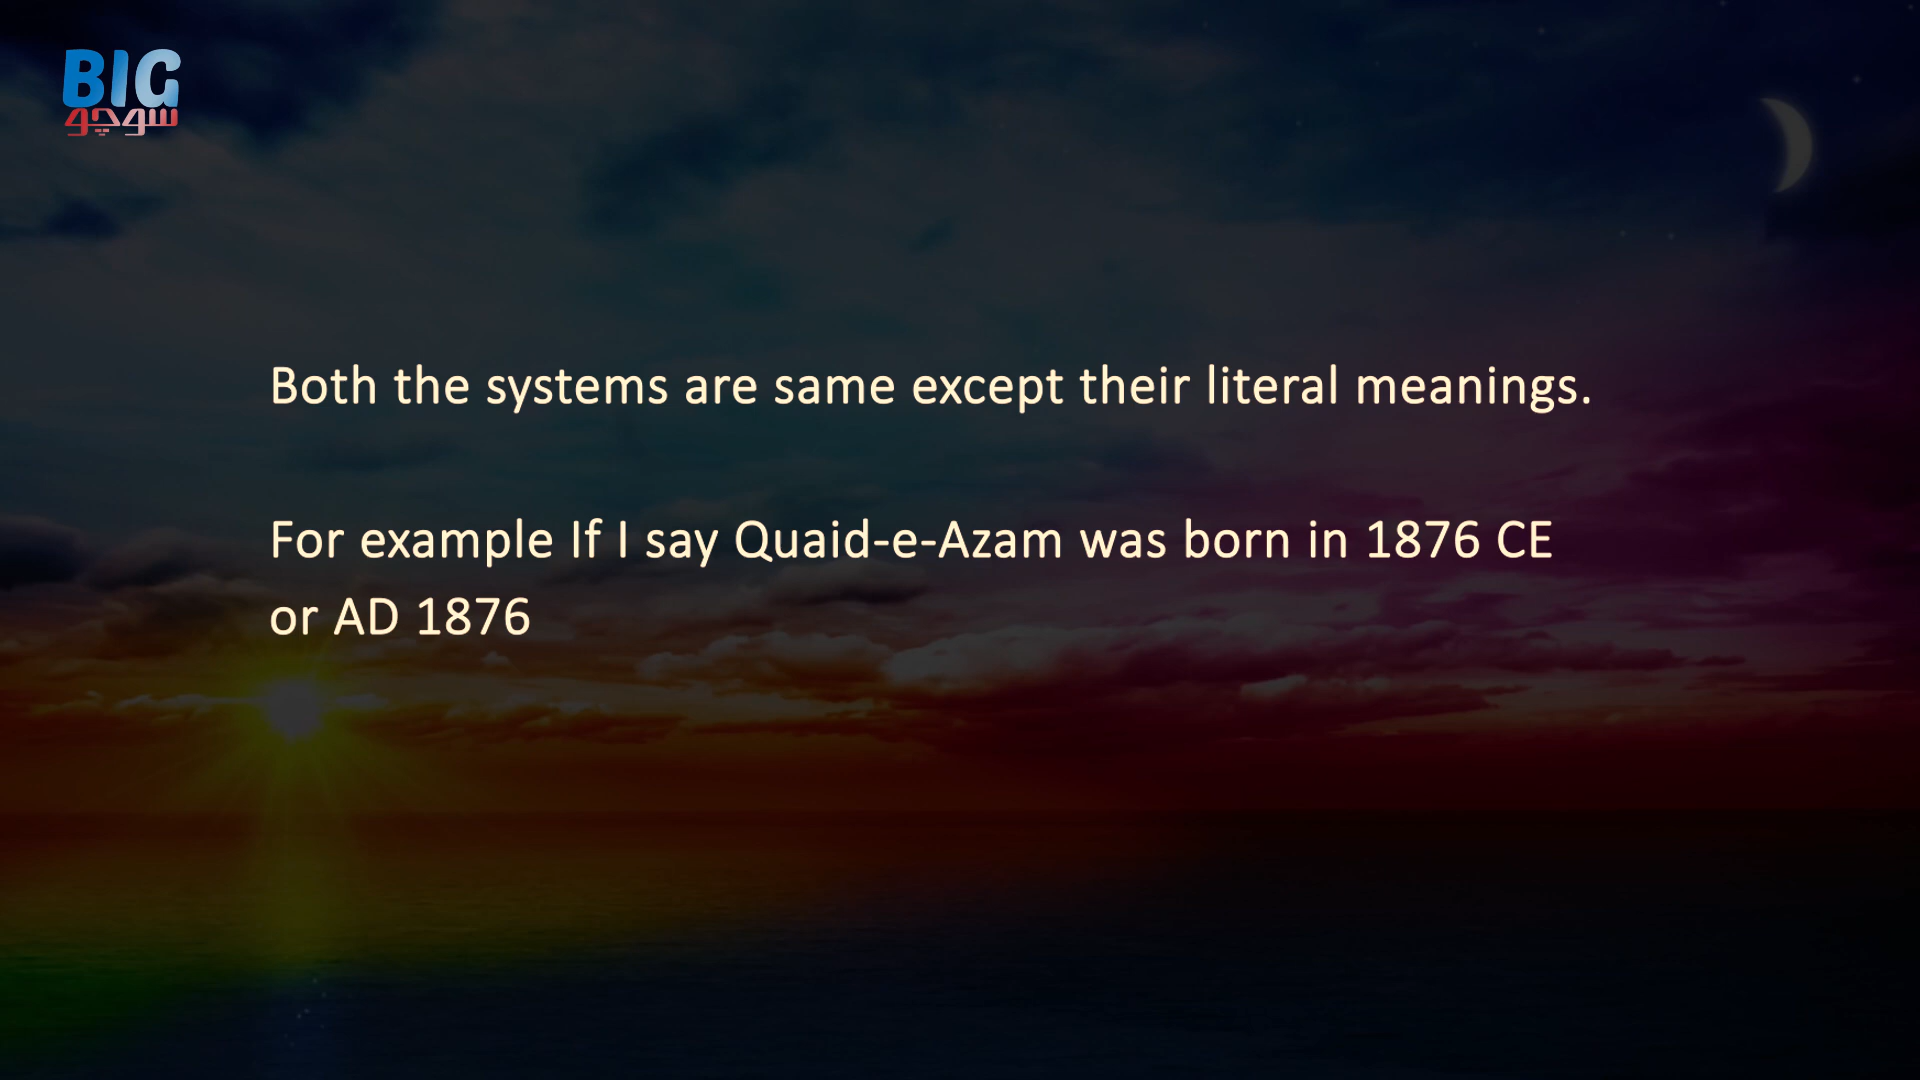 BIG
سوچو
Both the systems are same except their literal meanings.
For example If I say Quaid-e-Azam was born in 1876 CE
or AD 1876